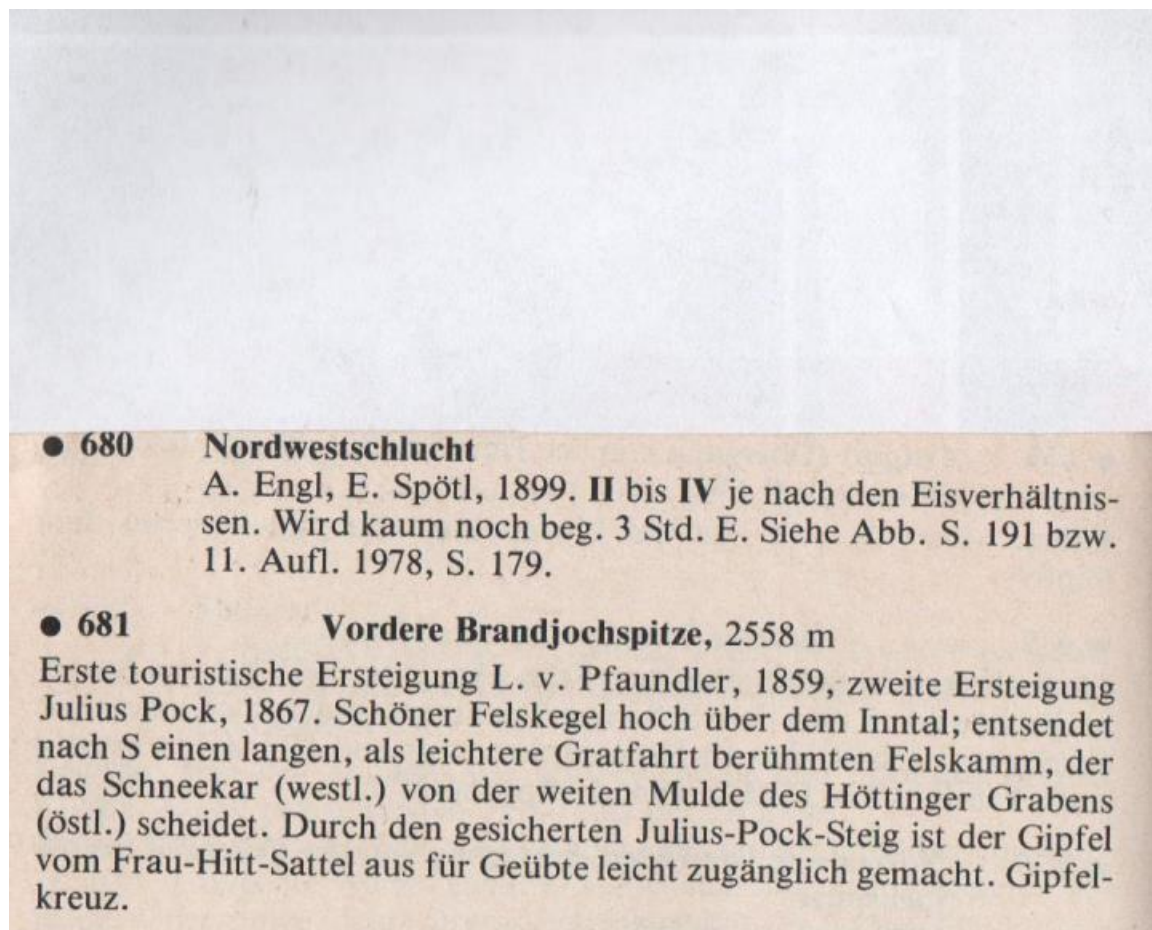 ● 680 Nordwestschlucht
A. Engl, E. Spötl, 1899. II bis IV je nach den Eisverhältnis-
sen. Wird kaum noch beg. 3 Std. E. Siehe Abb. S. 191 bzw.
11. Aufl. 1978, S. 179.
● 681 Vordere Brandjochspitze, 2558 m
Erste touristische Ersteigung L. v. Pfaundler, 1859, zweite Ersteigung
Julius Pock, 1867. Schöner Felskegel hoch über dem Inntal; entsendet
nach S einen langen, als leichtere Gratfahrt berühmten Felskamm, der
das Schneekar (westl.) von der weiten Mulde des Höttinger Grabens
(östl.) scheidet. Durch den gesicherten Julius-Pock-Steig ist der Gipfel
vom Frau-Hitt-Sattel aus für Geübte leicht zugänglich gemacht. Gipfel-
kreuz.